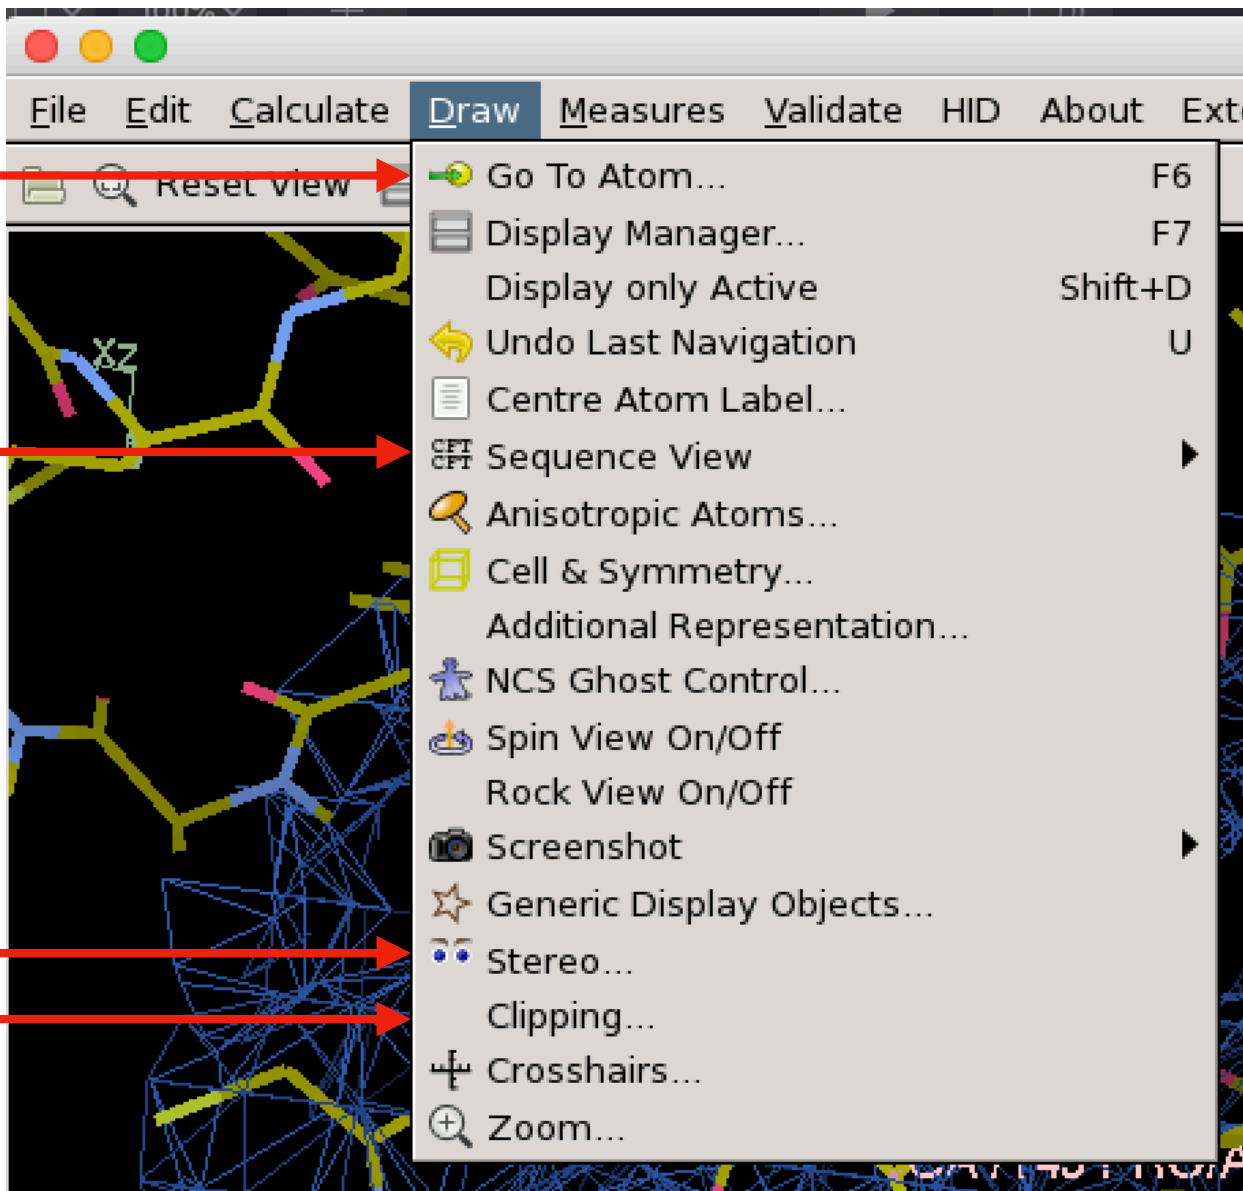 File Edit Calculate Draw Measures Validate HID About
Reset View
Go To Atom... F6
Display Manager... F7
Display only Active Shift+D
Undo Last Navigation U
Centre Atom Label...
Sequence View
Anisotropic Atoms...
Cell & Symmetry...
Additional Representation...
NCS Ghost Control...
Spin View On/Off
Rock View On/Off
Screenshot
Generic Display Objects...
Stereo...
Clipping...
Crosshairs...
Zoom...